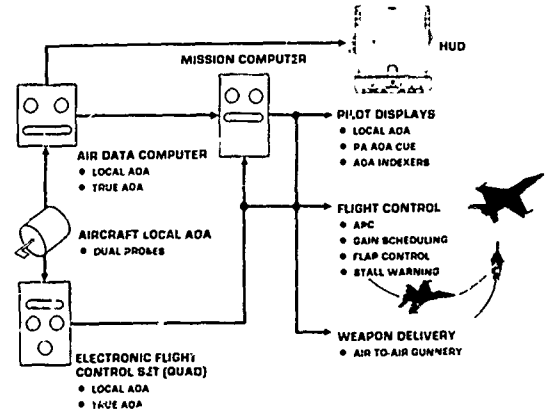 MISSION COMPUTER
HUD
AIR DATA COMPUTER
• LOCAL AOA
• TRUE AOA
AIRCRAFT LOCAL AOA
• DUAL PROBES
ELECTRONIC FLIGHT
CONTROL SET (QUAD)
• LOCAL AOA
• TRUE AOA
PILOT DISPLAYS
• LOCAL AOA
• PA AOA CUE
• AOA INDEXERS
FLIGHT CONTROL
• APC
• GAIN SCHEDULING
• FLAP CONTROL
• STALL WARNING
WEAPON DELIVERY
• AIR TO-AIR GUNNERY